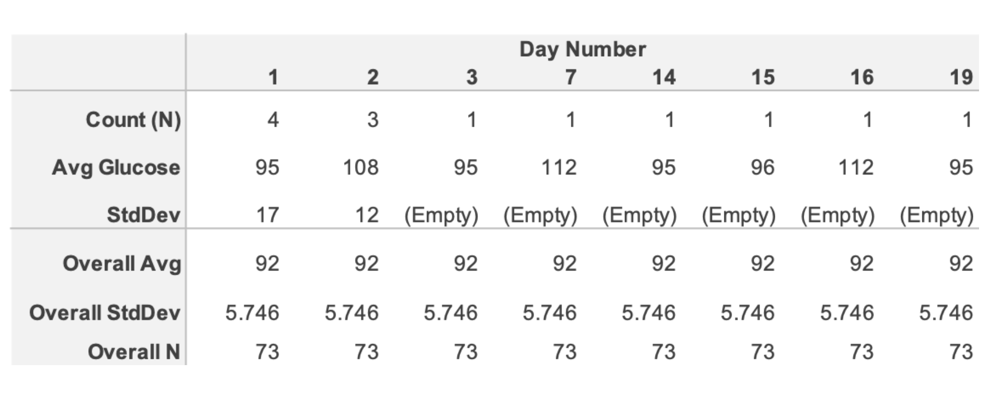 Day Number
1 2 3 7 14 15 16 19
Count (N) 4 3 1 1 1 1 1 1
Avg Glucose 95 108 95 112 95 96 112 95
StdDev 17 12 (Empty) (Empty) (Empty) (Empty) (Empty) (Empty)
Overall Avg 92 92 92 92 92 92 92 92
Overall StdDev 5.746 5.746 5.746 5.746 5.746 5.746 5.746 5.746
Overall N 73 73 73 73 73 73 73 73